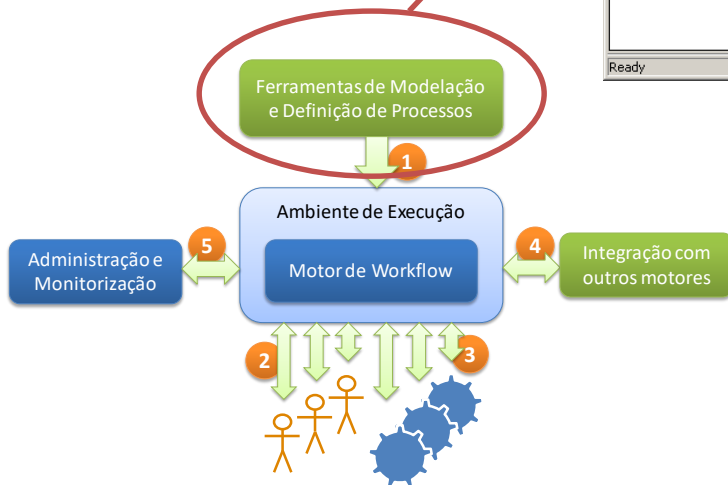 Ready
Ferramentas de Modelação
e Definição de Processos
1
Ambiente de Execução
5
4
Administração e
Monitorização
Motor de Workflow
Integração com
outros motores
2
3